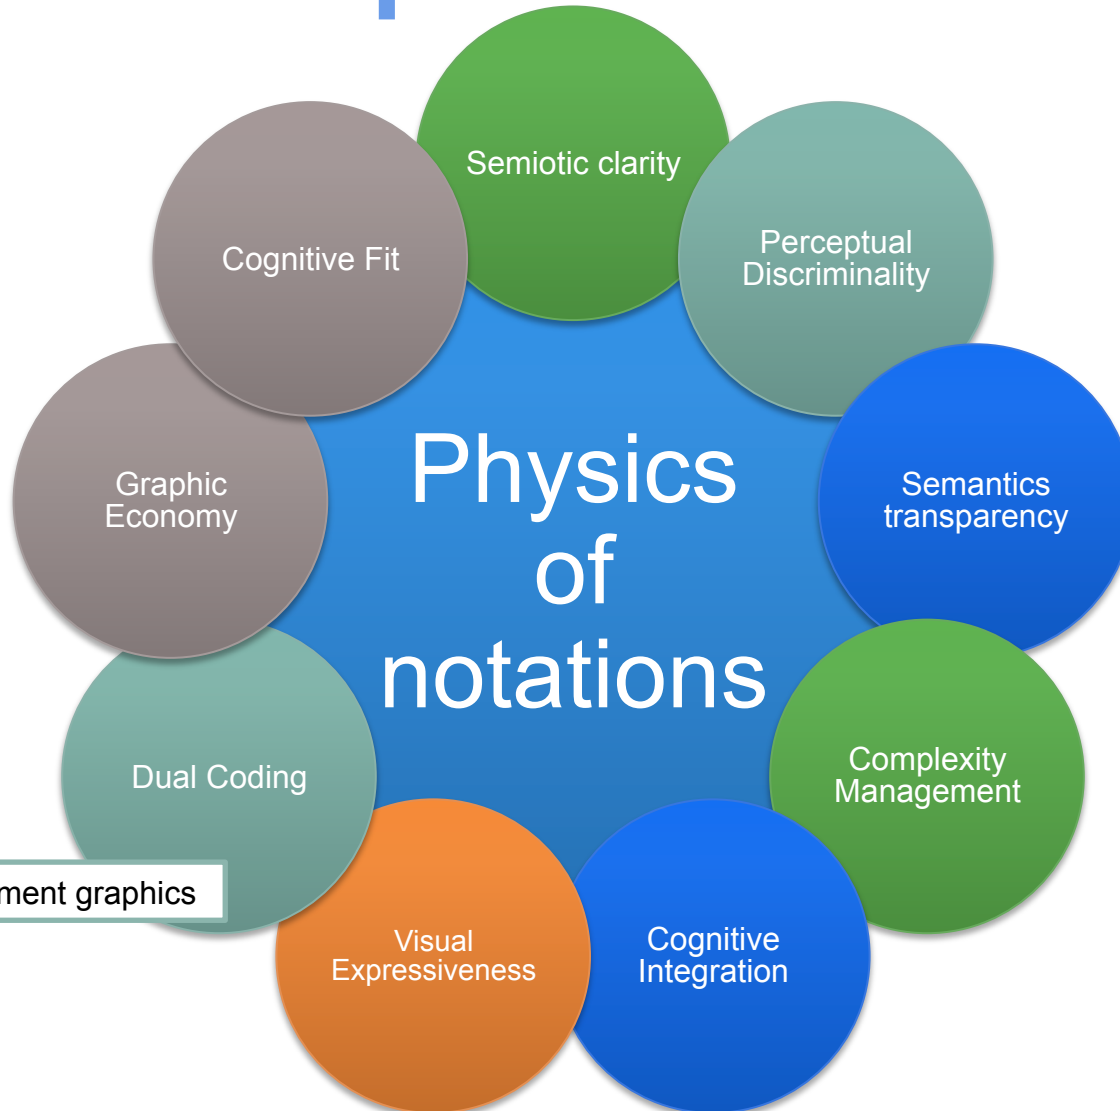 Semiotic clarity
Perceptual
Discriminality
Semantics
transparency
Complexity
Management
Cognitive
Integration
Visual
Expressiveness
Dual Coding
Graphic
Economy
Cognitive Fit
Physics
of
notations
graphics